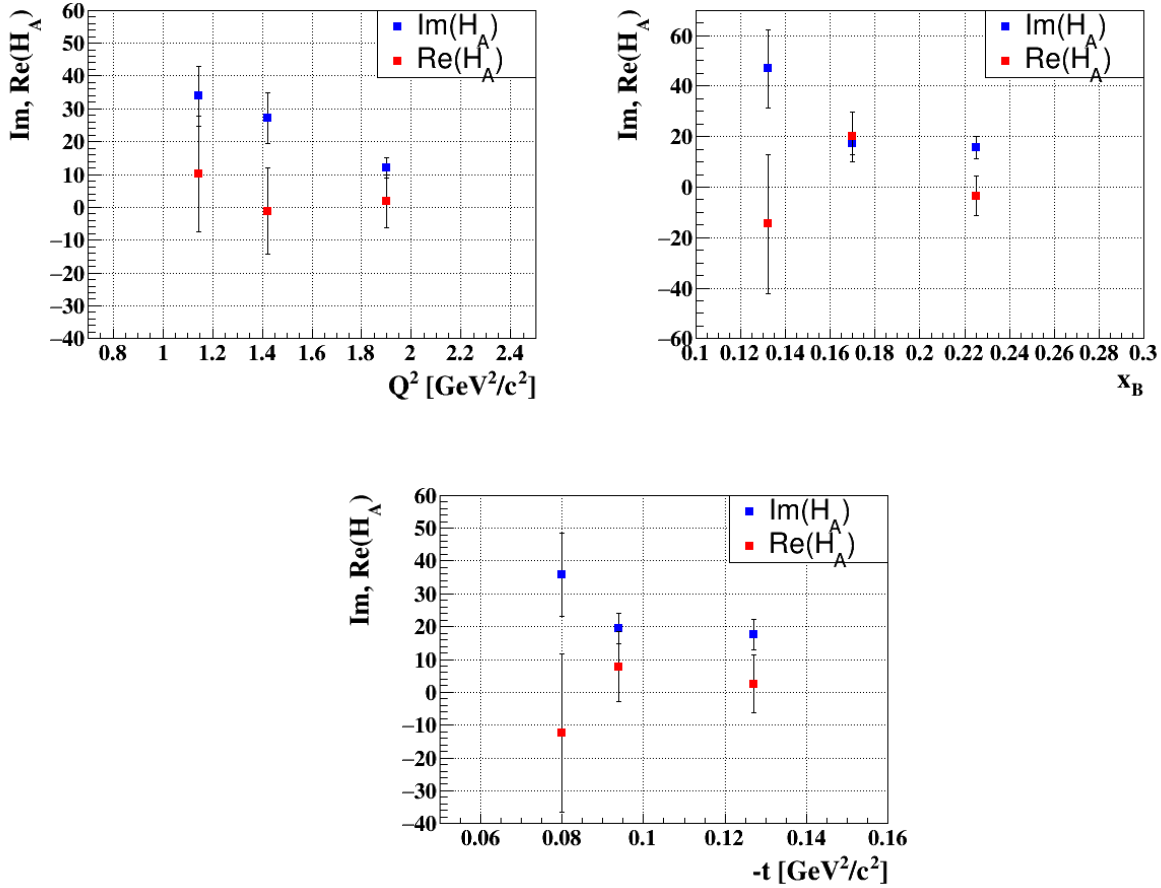 Im, Re(H_A)
60
50
40
30
20
10
0
−10
−20
−30
−40
Im(H_A)
Re(H_A)
0.8 1 1.2 1.4 1.6 1.8 2 2.2 2.4
Q² [GeV²/c²]
Im, Re(H_A)
60
40
20
0
−20
−40
−60
Im(H_A)
Re(H_A)
0.1 0.12 0.14 0.16 0.18 0.2 0.22 0.24 0.26 0.28 0.3
x_B
Im, Re(H_A)
60
50
40
30
20
10
0
−10
−20
−30
−40
Im(H_A)
Re(H_A)
0.06 0.08 0.1 0.12 0.14 0.16
-t [GeV²/c²]